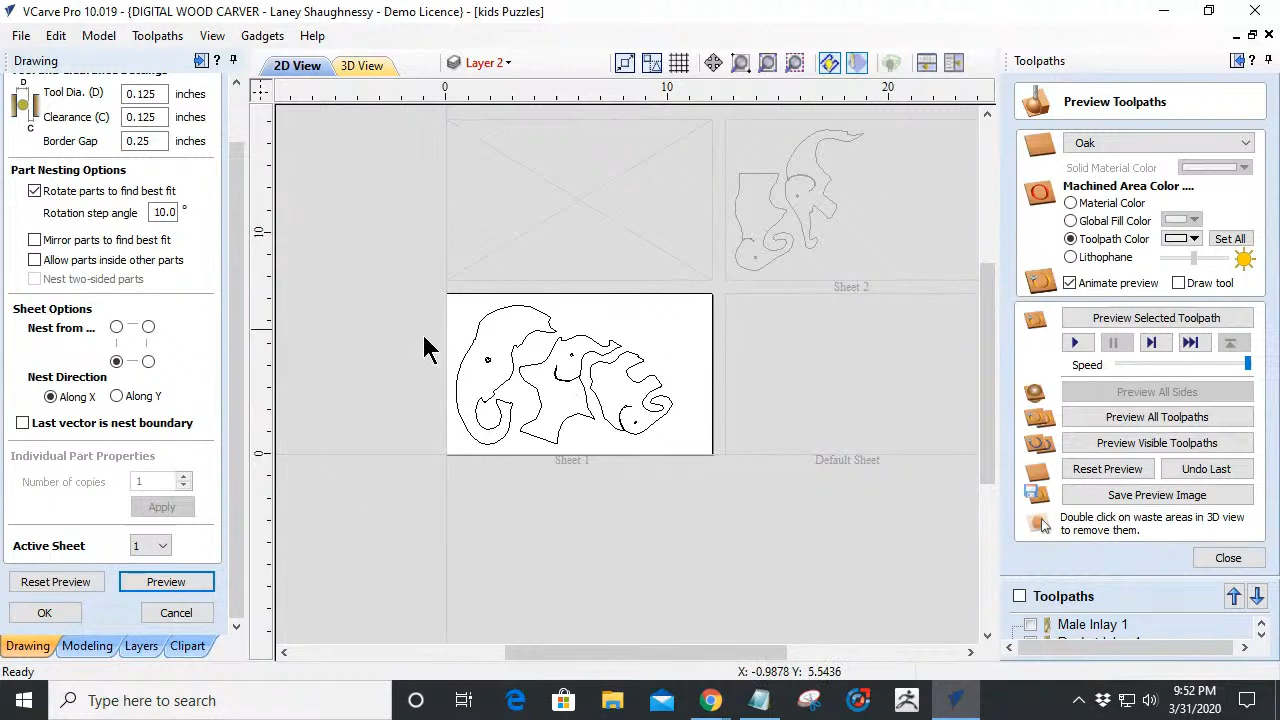 VCarve Pro 10.019 - {DIGITAL WOOD CARVER - Laney Shaughnessy - Demo Licence} - [kids Puzzles]
File Edit Model Toolpaths View Gadgets Help
Drawing
Tool Dia. (D) 0.125 inches
Clearance (C) 0.125 inches
Border Gap 0.25 inches
D
C
Part Nesting Options
Rotate parts to find best fit
Rotation step angle 10.0 °
Mirror parts to find best fit
Allow parts inside other parts
Nest two-sided parts
Sheet Options
Nest from ...
Nest Direction
Along X Along Y
Last vector is nest boundary
Individual Part Properties
Number of copies 1
Apply
Active Sheet 1
Reset Preview Preview
OK Cancel
Drawing Modeling Layers Clipart
2D View 3D View Layer 2
0 10 20
10
0
Sheet 2
Sheet 1 Default Sheet
Toolpaths
Preview Toolpaths
Oak
Solid Material Color
Machined Area Color ....
Material Color
Global Fill Color
Toolpath Color Set All
Lithophane
Animate preview Draw tool
Preview Selected Toolpath
Speed
Preview All Sides
Preview All Toolpaths
Preview Visible Toolpaths
Reset Preview Undo Last
Save Preview Image
Double click on waste areas in 3D view
to remove them.
Close
Toolpaths
Male Inlay 1
Ready X: -0.9878 Y: 5.5436
Type here to search
9:52 PM
3/31/2020